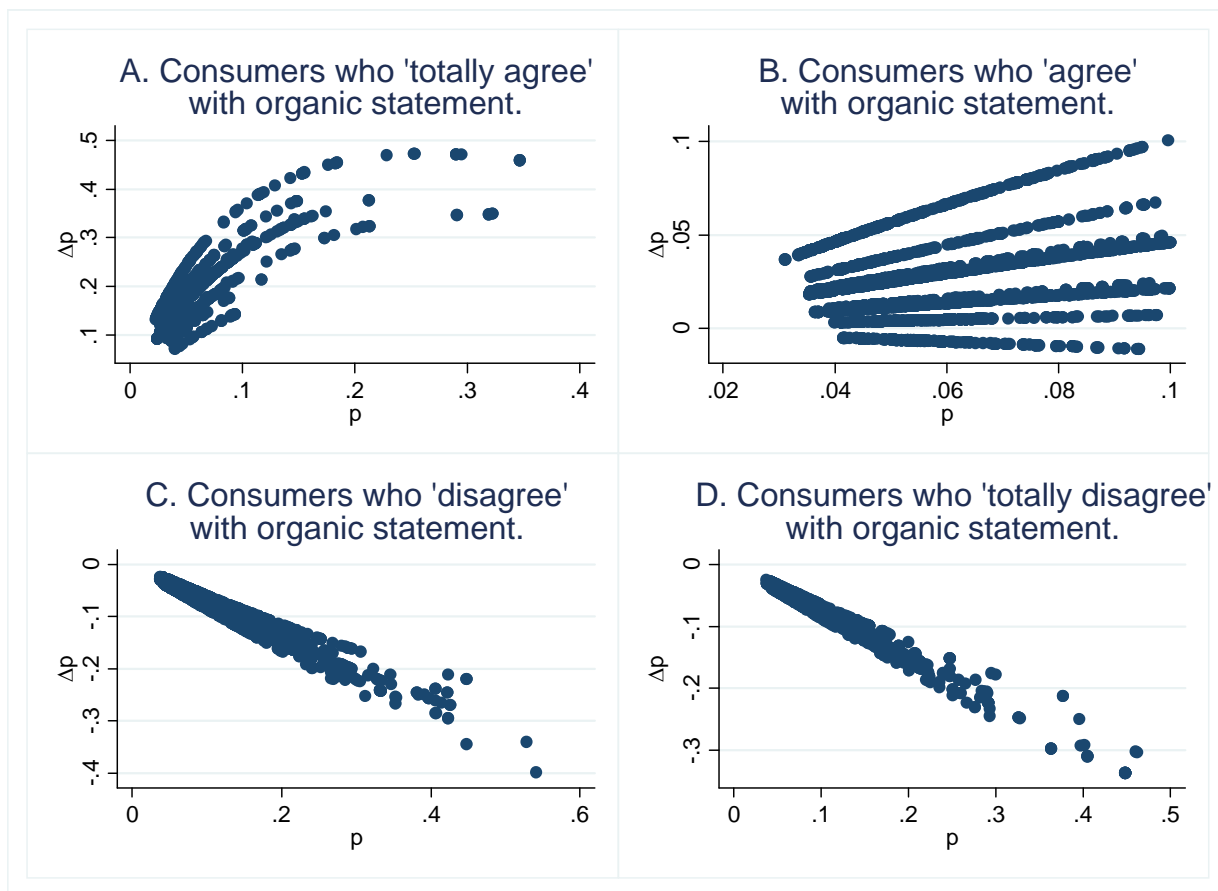 A. Consumers who 'totally agree'
with organic statement.
.5
.4
.3
.2
.1
Δp
0
.1
.2
.3
.4
p
B. Consumers who 'agree'
with organic statement.
.1
.05
0
Δp
.02
.04
.06
.08
.1
p
C. Consumers who 'disagree'
with organic statement.
0
-.1
-.2
-.3
-.4
Δp
0
.2
.4
.6
p
D. Consumers who 'totally disagree'
with organic statement.
0
-.1
-.2
-.3
Δp
0
.1
.2
.3
.4
.5
p